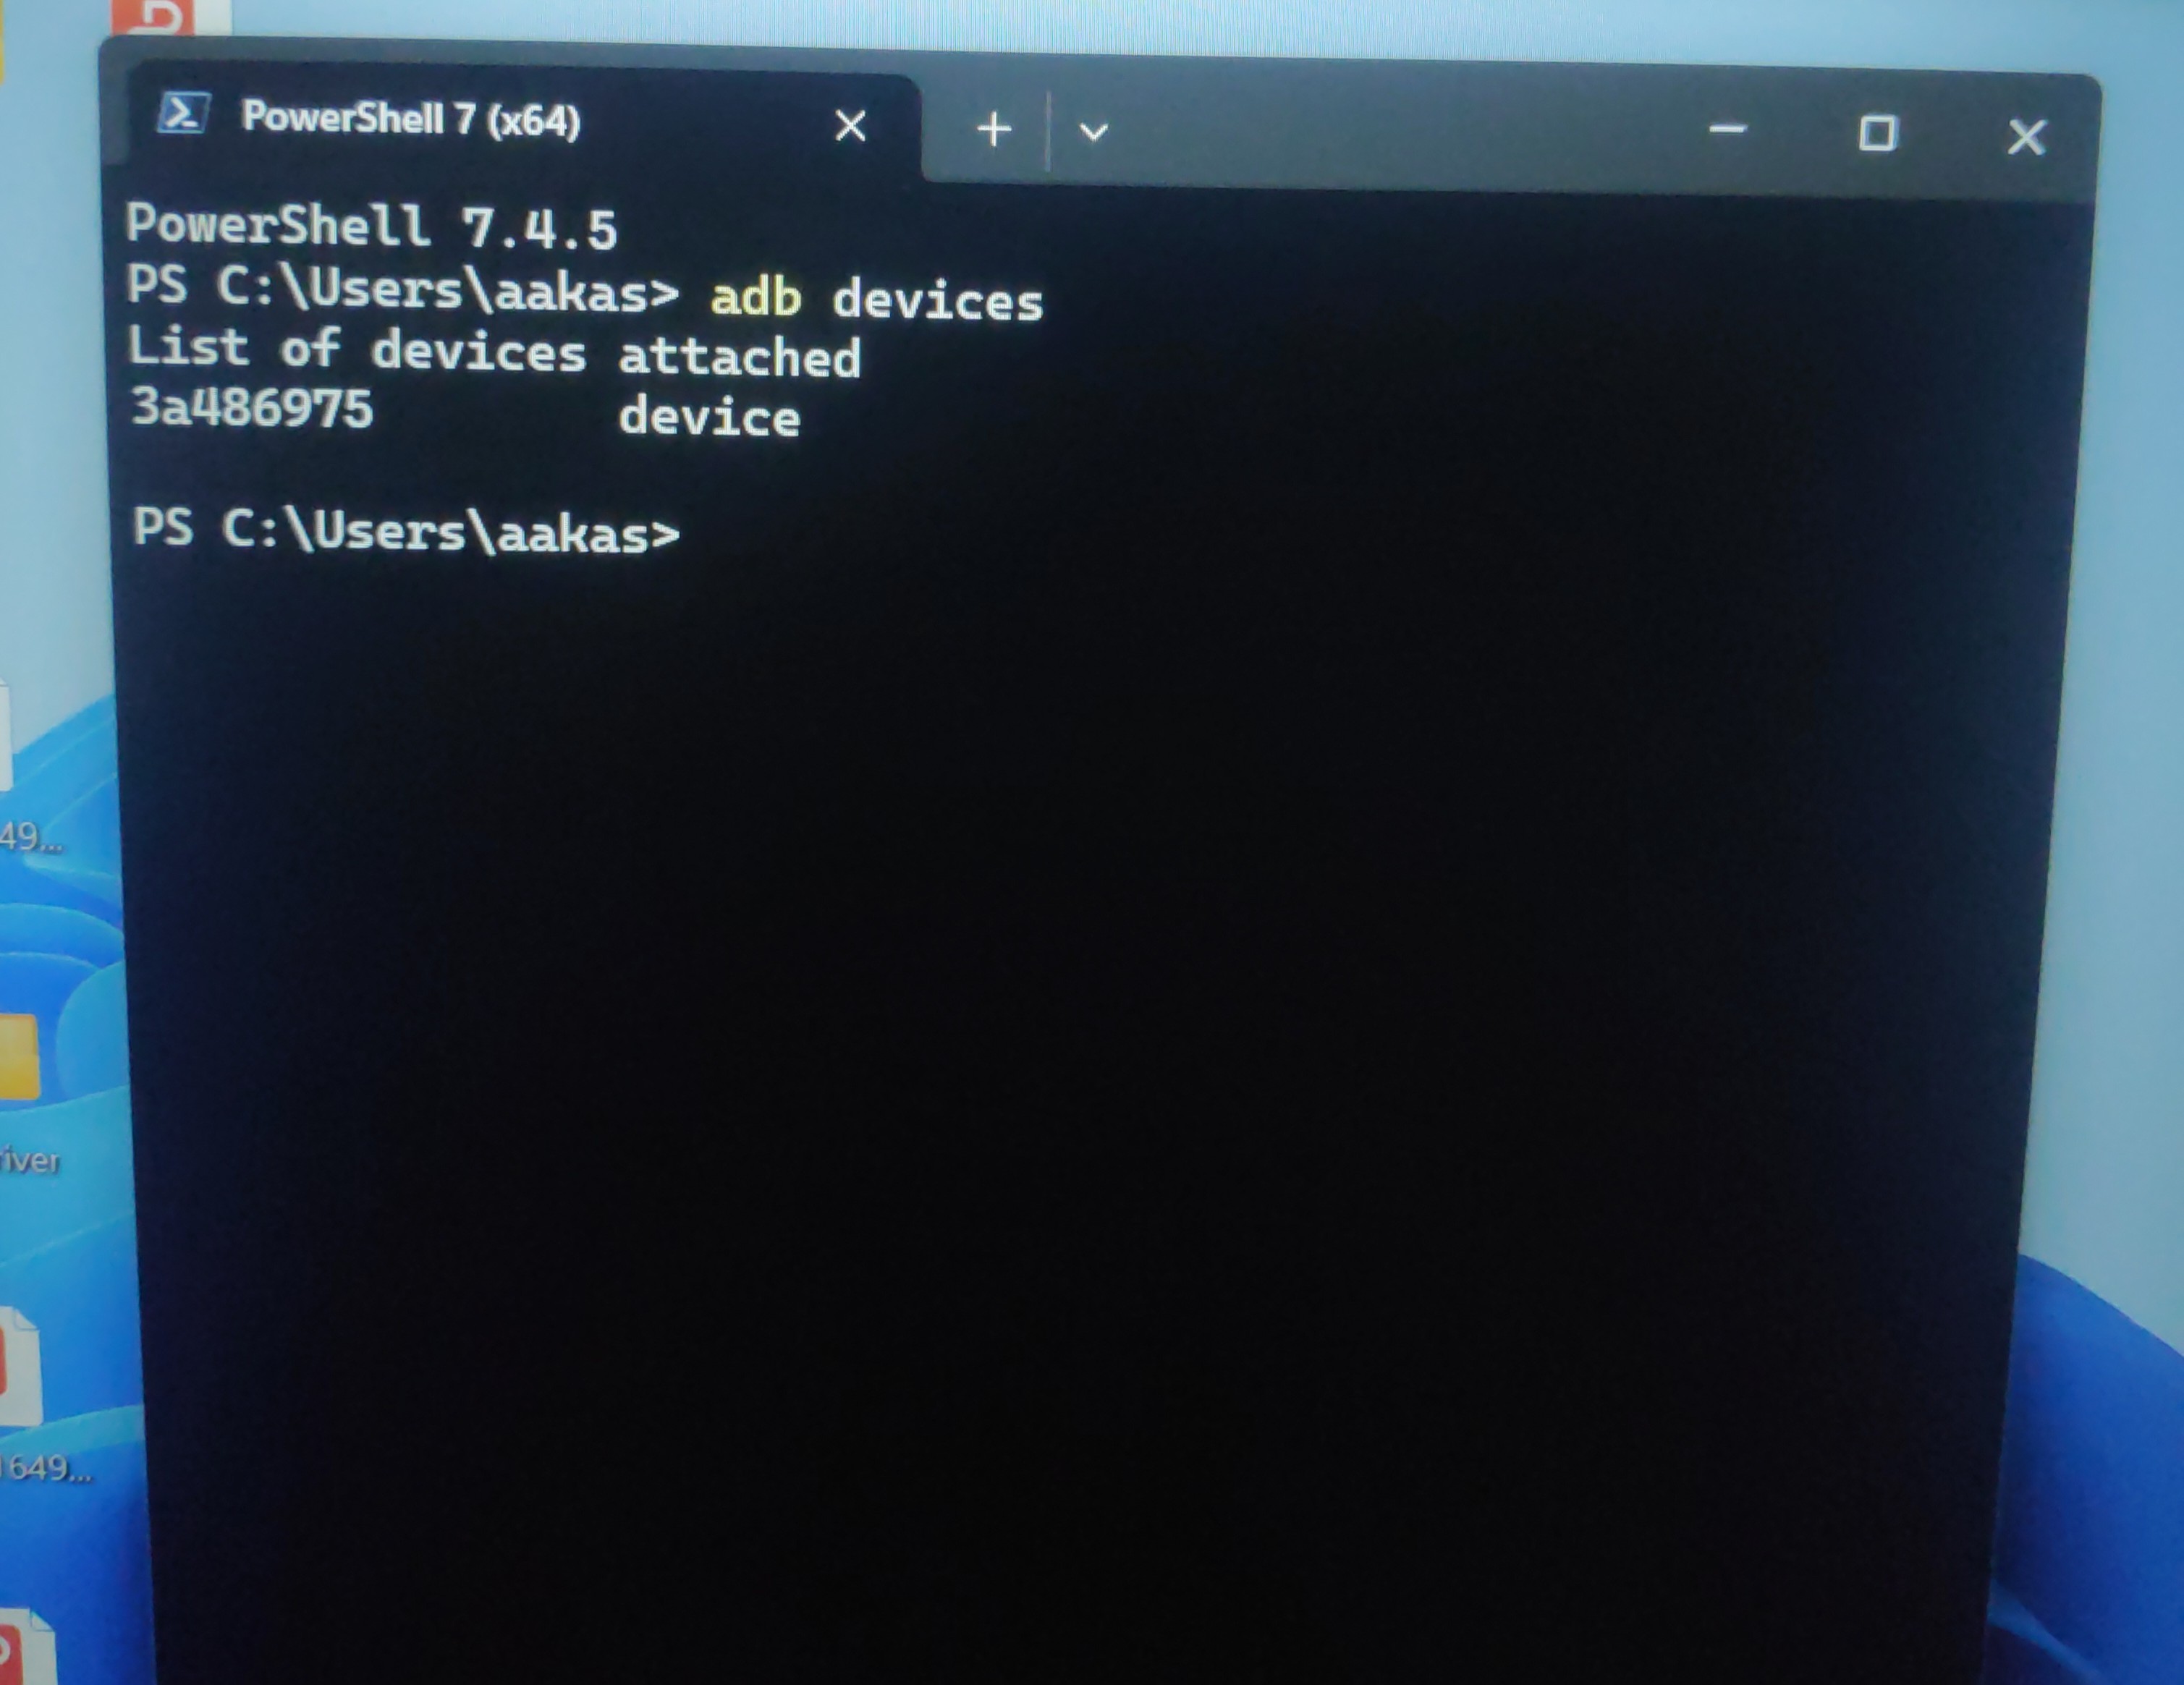 PowerShell 7 (x64)
PowerShell 7.4.5
PS C:\Users\aakas> adb devices
List of devices attached
3a486975        device
PS C:\Users\aakas>
49...
river
1649...